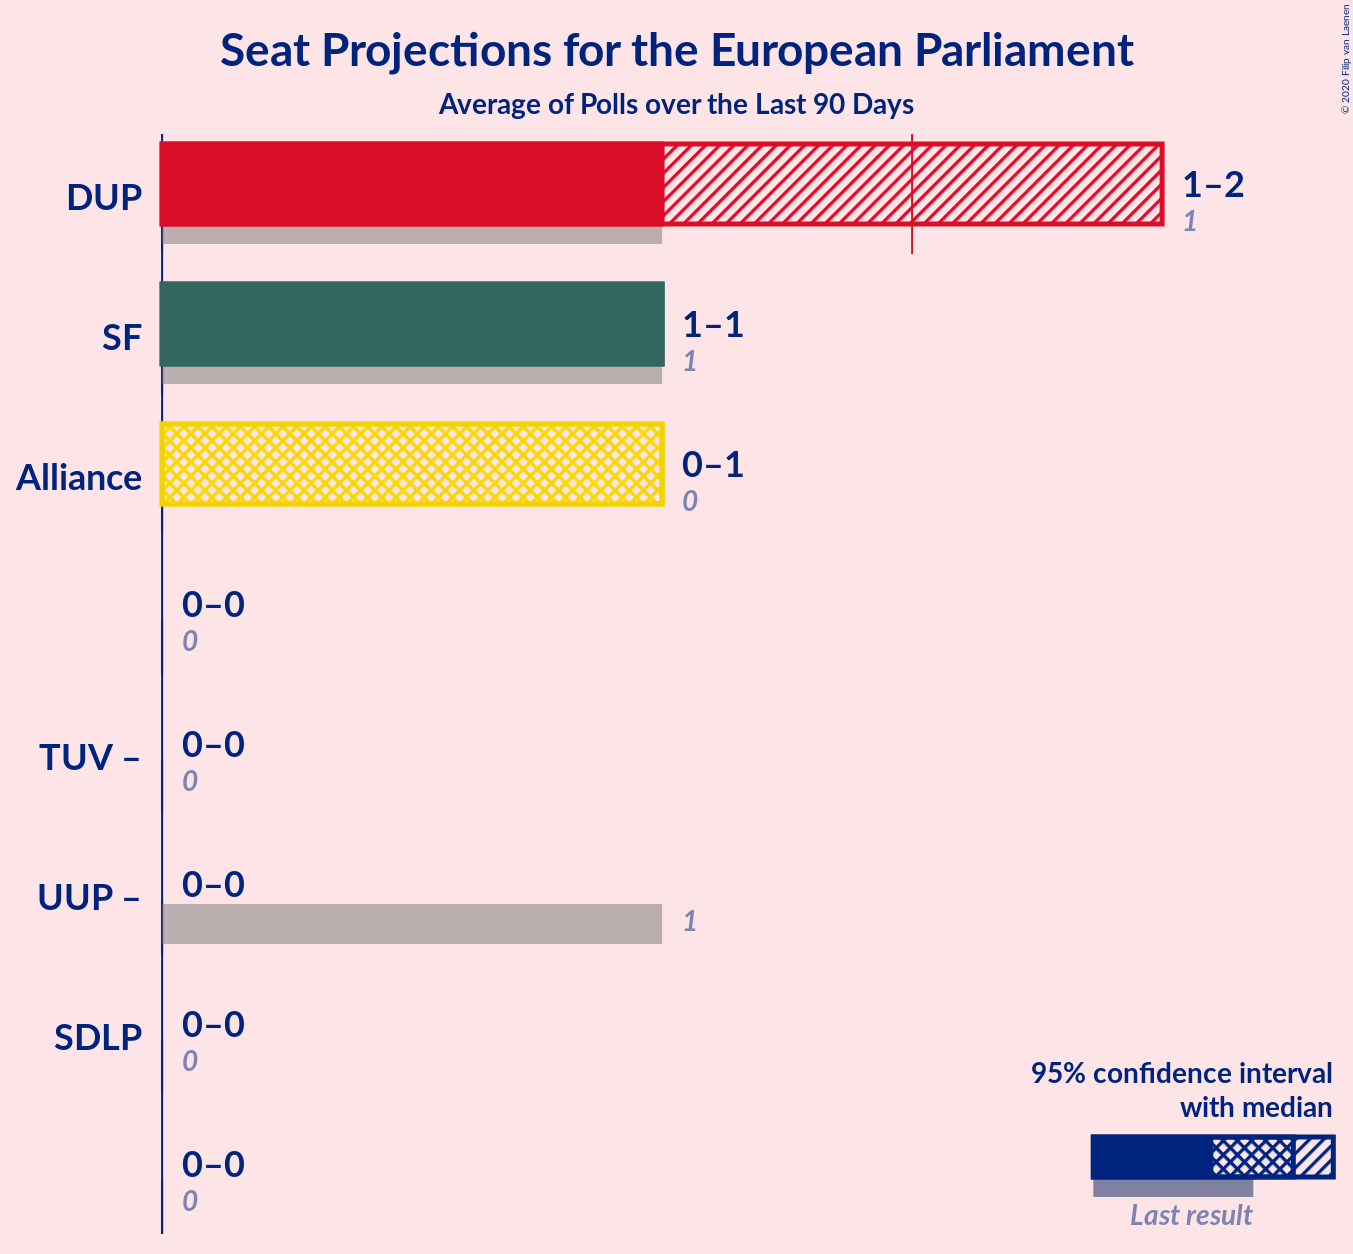 Seat Projections for the European Parliament
Average of Polls over the Last 90 Days
© 2020 Filip van Laenen
DUP
1–2
1
SF
1–1
1
Alliance
0–1
0
0–0
0
TUV –
0–0
0
UUP –
0–0
1
SDLP
0–0
0
0–0
0
95% confidence interval
with median
Last result